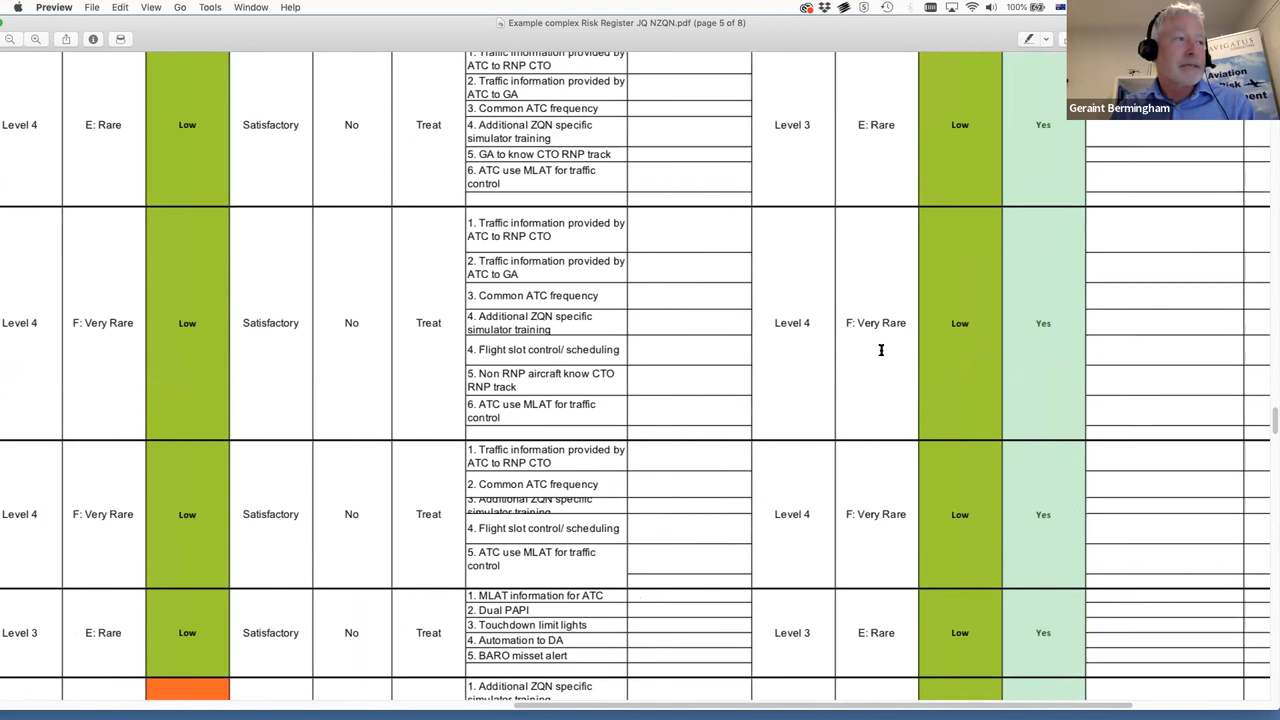 Preview File Edit View Go Tools Window Help 100%
Example complex Risk Register JQ NZQN.pdf (page 5 of 8)
NAVIGATUS
Aviation
Risk
Geraint Bermingham
1. Traffic information provided by
ATC to RNP CTO
2. Traffic information provided by
ATC to GA
3. Common ATC frequency
Level 4 E: Rare Low Satisfactory No Treat 4. Additional ZQN specific Level 3 E: Rare Low Yes
simulator training
5. GA to know CTO RNP track
6. ATC use MLAT for traffic
control
1. Traffic information provided by
ATC to RNP CTO
2. Traffic information provided by
ATC to GA
3. Common ATC frequency
4. Additional ZQN specific
Level 4 F: Very Rare Low Satisfactory No Treat simulator training Level 4 F: Very Rare Low Yes
4. Flight slot control/ scheduling
5. Non RNP aircraft know CTO
RNP track
6. ATC use MLAT for traffic
control
1. Traffic information provided by
ATC to RNP CTO
2. Common ATC frequency
3. Additional ZQN specific
simulator training
Level 4 F: Very Rare Low Satisfactory No Treat Level 4 F: Very Rare Low Yes
4. Flight slot control/ scheduling
5. ATC use MLAT for traffic
control
1. MLAT information for ATC
2. Dual PAPI
3. Touchdown limit lights
Level 3 E: Rare Low Satisfactory No Treat Level 3 E: Rare Low Yes
4. Automation to DA
5. BARO misset alert
1. Additional ZQN specific
simulator training